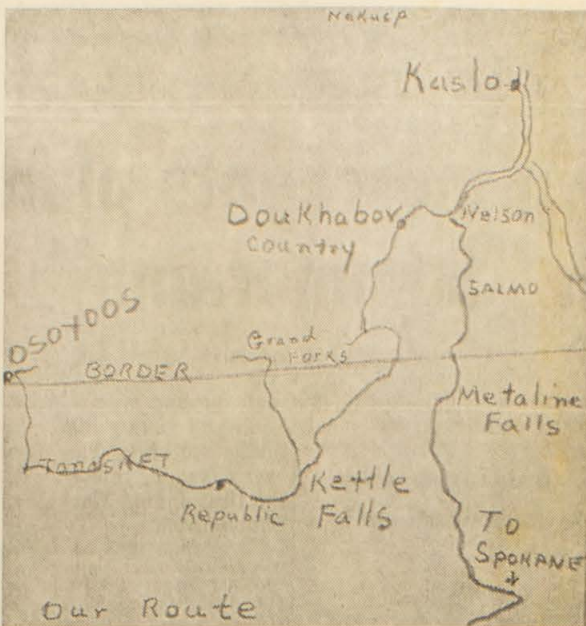 Nakusp
Kaslo
Doukhabor
Country
Nelson
SALMO
OSOYOOS
Grand
Forks
BORDER
Metaline
Falls
TONASKET
Republic
Kettle
Falls
TO
SPOKANE
Our Route